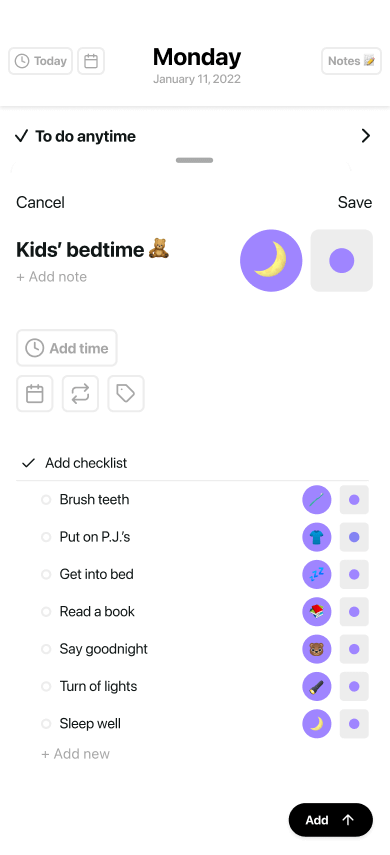 Today
Monday
January 11, 2022
Notes 📝
To do anytime
Cancel
Save
Kids’ bedtime 🧸
+ Add note
Add time
Add checklist
Brush teeth
Put on P.J.’s
Get into bed
Read a book
Say goodnight
Turn of lights
Sleep well
+ Add new
Add